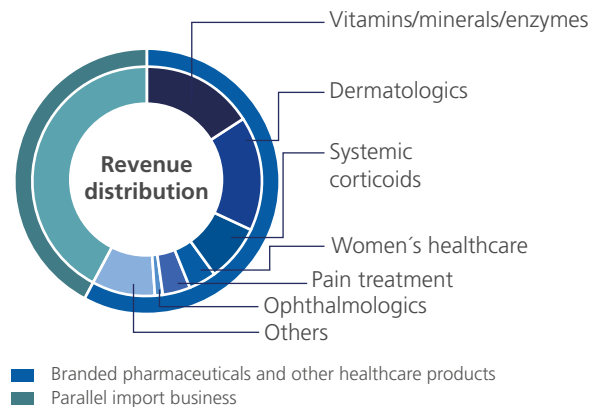 Vitamins/minerals/enzymes
Dermatologics
Systemic
corticoids
Revenue
distribution
Women´s healthcare
Pain treatment
Ophthalmologics
Others
Branded pharmaceuticals and other healthcare products
Parallel import business